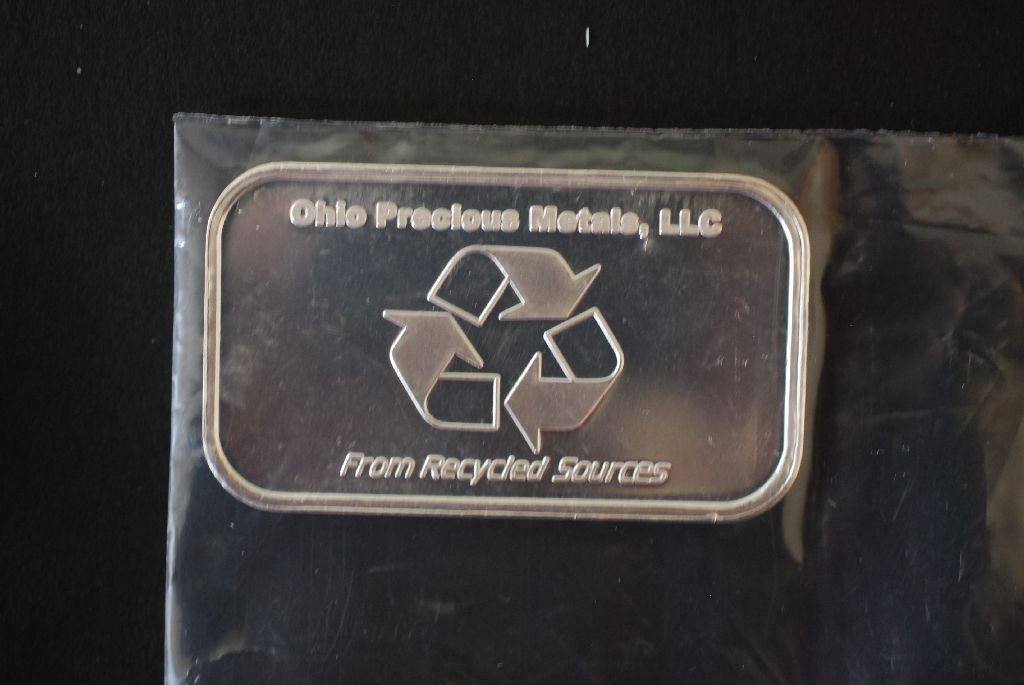 Ohio Precious Metals, LLC
From Recycled Sources